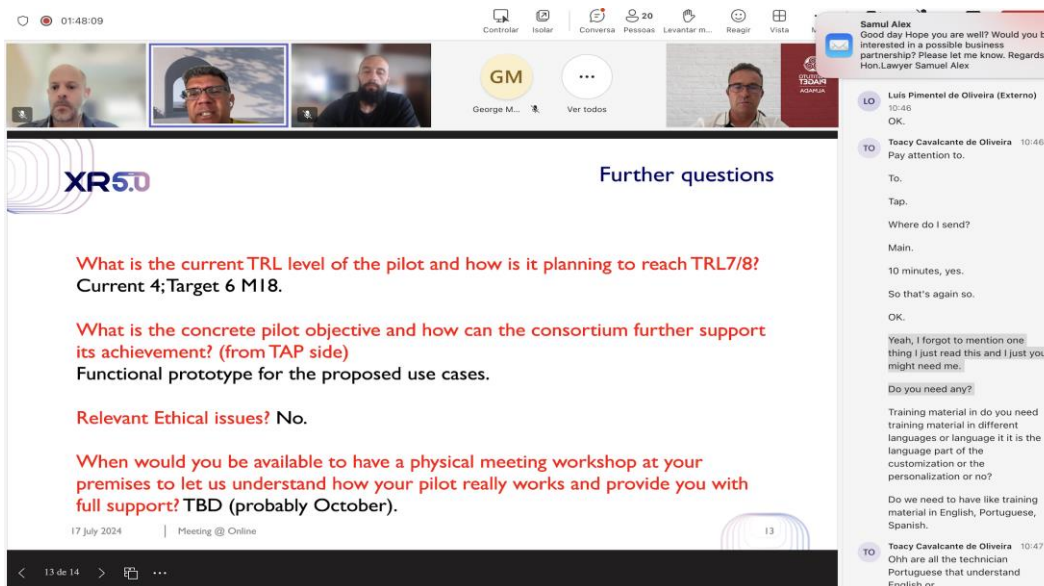 01:48:09
Controlar
Isolar
Conversa
20
Pessoas
Levantar m...
Reagir
Vista
Samul Alex
Good day Hope you are well? Would you b
interested in a possible business
partnership? Please let me know. Regards
Hon.Lawyer Samuel Alex
GM
George M...
...
Ver todos
PIAGET
ALMADA
XR5.0
Further questions
What is the current TRL level of the pilot and how is it planning to reach TRL7/8?
Current 4; Target 6 M18.
What is the concrete pilot objective and how can the consortium further support
its achievement? (from TAP side)
Functional prototype for the proposed use cases.
Relevant Ethical issues? No.
When would you be available to have a physical meeting workshop at your
premises to let us understand how your pilot really works and provide you with
full support? TBD (probably October).
17 July 2024
Meeting @ Online
13
13 de 14
...
LO
Luís Pimentel de Oliveira (Externo)
10:46
OK.
TO
Toacy Cavalcante de Oliveira 10:46
Pay attention to.
To.
Tap.
Where do I send?
Main.
10 minutes, yes.
So that's again so.
OK.
Yeah, I forgot to mention one
thing I just read this and I just you
might need me.
Do you need any?
Training material in do you need
training material in different
languages or language it it is the
language part of the
customization or the
personalization or no?
Do we need to have like training
material in English, Portuguese,
Spanish.
TO
Toacy Cavalcante de Oliveira 10:47
Ohh are all the technician
Portuguese that understand
English or